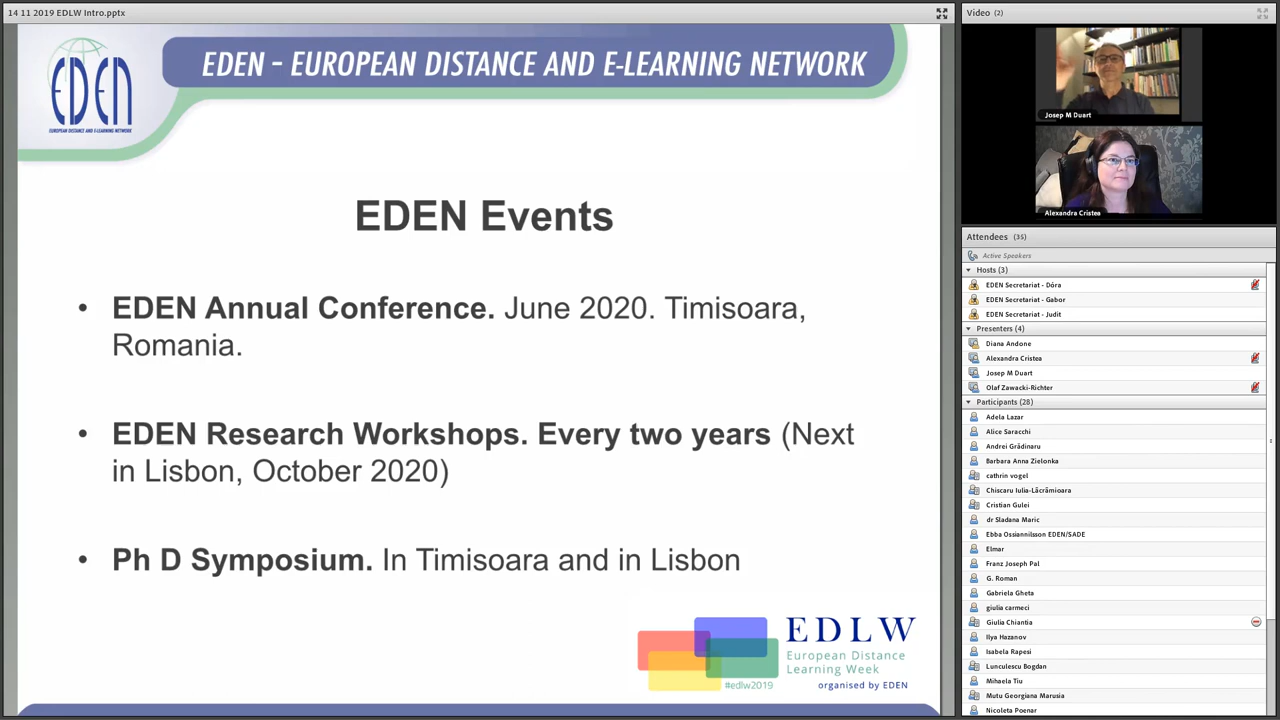 14 11 2019 EDLW Intro.pptx
EDEN
EUROPEAN DISTANCE AND E-LEARNING NETWORK
EDEN – EUROPEAN DISTANCE AND E-LEARNING NETWORK
EDEN Events
• EDEN Annual Conference. June 2020. Timisoara,
Romania.
• EDEN Research Workshops. Every two years (Next
in Lisbon, October 2020)
• Ph D Symposium. In Timisoara and in Lisbon
EDLW
European Distance
Learning Week
#edlw2019
organised by EDEN
Video (2)
Josep M Duart
Alexandra Cristea
Attendees (35)
Active Speakers
Hosts (3)
EDEN Secretariat - Dóra
EDEN Secretariat - Gabor
EDEN Secretariat - Judit
Presenters (4)
Diana Andone
Alexandra Cristea
Josep M Duart
Olaf Zawacki-Richter
Participants (28)
Adela Lazar
Alice Saracchi
Andrei Grădinaru
Barbara Anna Zielonka
cathrin vogel
Chiscaru Iulia-Lăcrămioara
Cristian Gulei
dr Sladana Maric
Ebba Ossiannilsson EDEN/SADE
Elmar
Franz Joseph Pal
G. Roman
Gabriela Gheta
giulia carmeci
Giulia Chiantia
Ilya Hazanov
Isabela Rapesi
Lunculescu Bogdan
Mihaela Tiu
Mutu Georgiana Marusia
Nicoleta Poenar